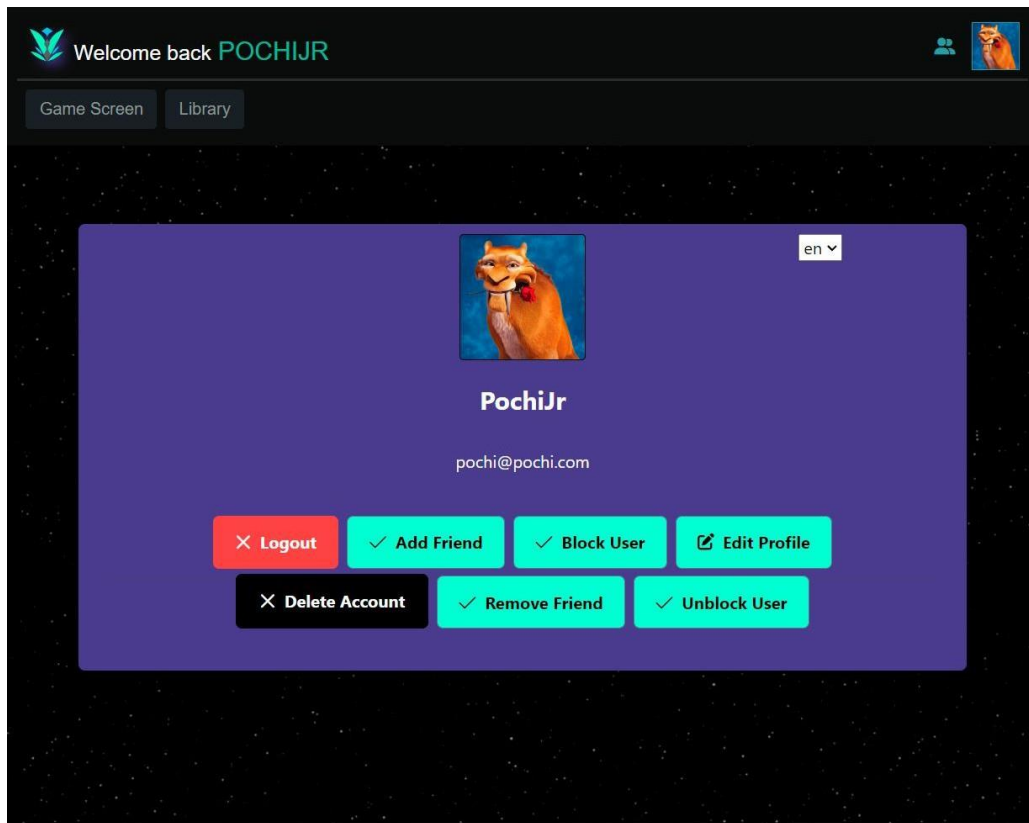 Welcome back POCHIJR
Game Screen Library
en
PochiJr
pochi@pochi.com
Logout Add Friend Block User Edit Profile
Delete Account Remove Friend Unblock User